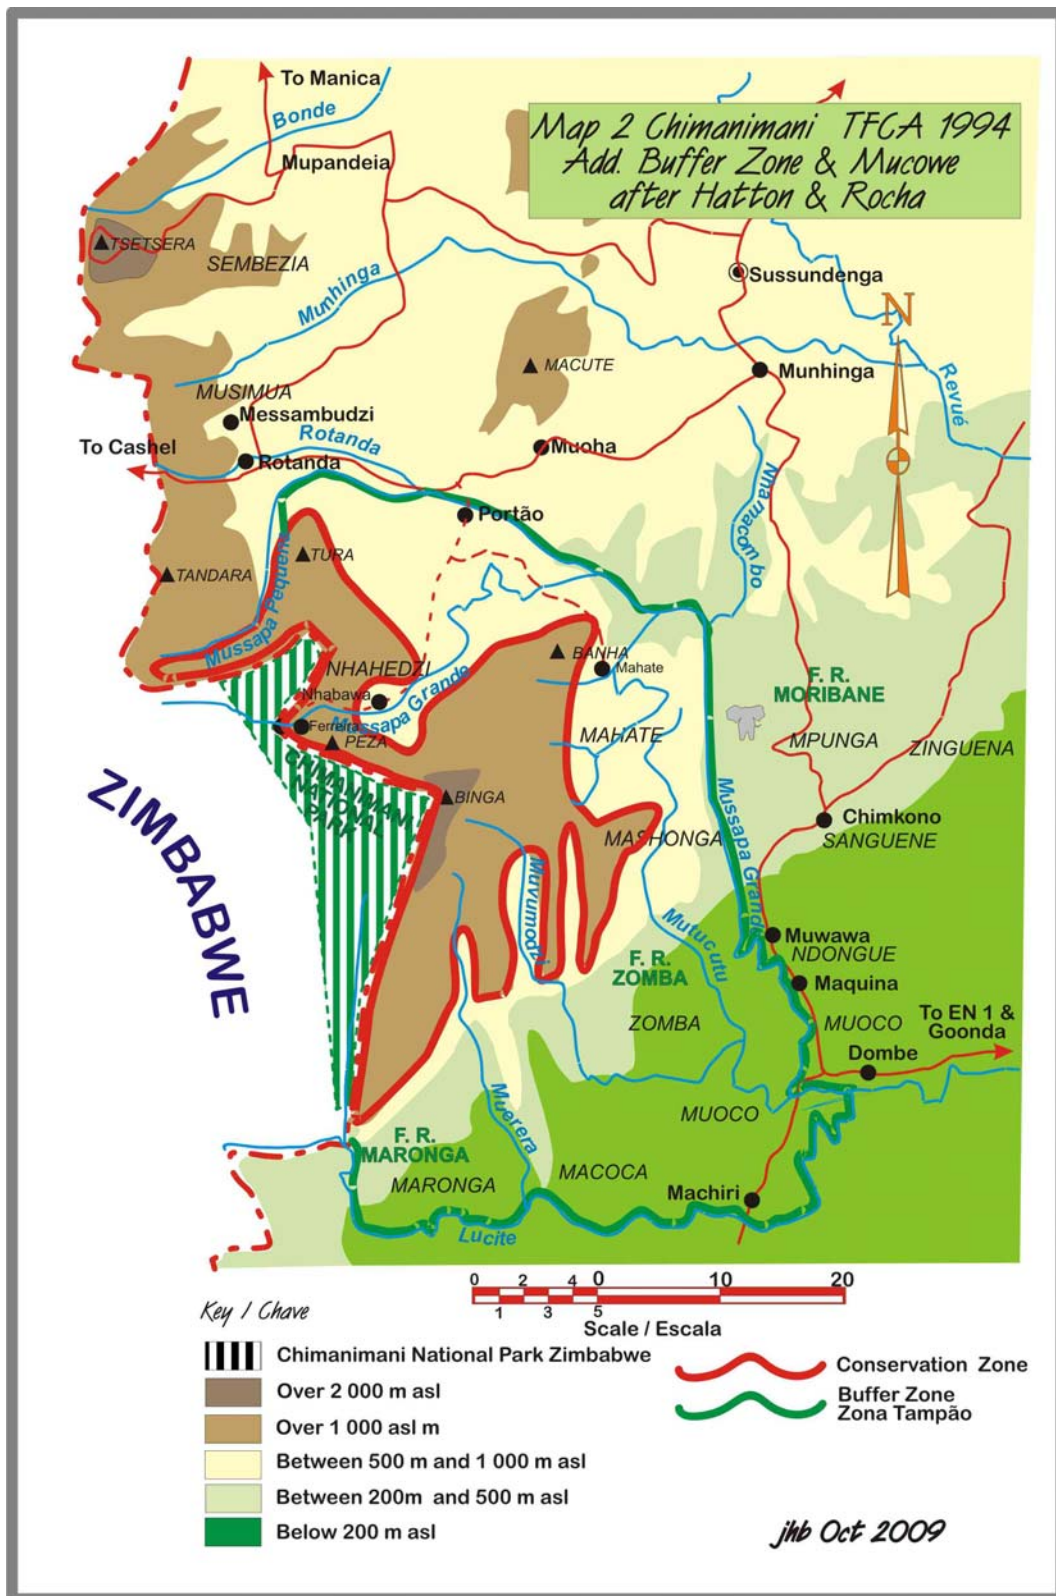 To Manica
Bonde
Map 2 Chimanimani TFCA 1994
Add. Buffer Zone & Mucowe
after Hatton & Rocha
Mupandeia
TSETSERA
SEMBEZIA
Munhinga
Sussundenga
N
MACUTE
Munhinga
Revué
MUSIMUA
Messambudzi
To Cashel
Rotanda
Rotanda
Muoha
Nhamacombo
Portão
TURA
TANDARA
Mussapa Pequeno
NHAHEDZI
BANHA
Mahate
F. R.
MORIBANE
Nhabawa
Mussapa Grande
Ferreira
PEZA
MAHATE
MPUNGA
ZINGUENA
CHIMANIMANI
NATIONAL
PARK
BINGA
ZIMBABWE
Mussapa Grande
Chimkono
SANGUENE
MASHONGA
Muvumodzi
Mutucutu
Muwawa
NDONGUE
F. R.
ZOMBA
Maquina
ZOMBA
MUOCO
To EN 1 &
Goonda
Dombe
Muerera
MUOCO
F. R.
MARONGA
MARONGA
MACOCA
Machiri
Lucite
0 2 4 0 10 20
1 3 5
Scale / Escala
Key / Chave
Chimanimani National Park Zimbabwe
Over 2 000 m asl
Over 1 000 asl m
Between 500 m and 1 000 m asl
Between 200m and 500 m asl
Below 200 m asl
Conservation Zone
Buffer Zone
Zona Tampão
jhb Oct 2009